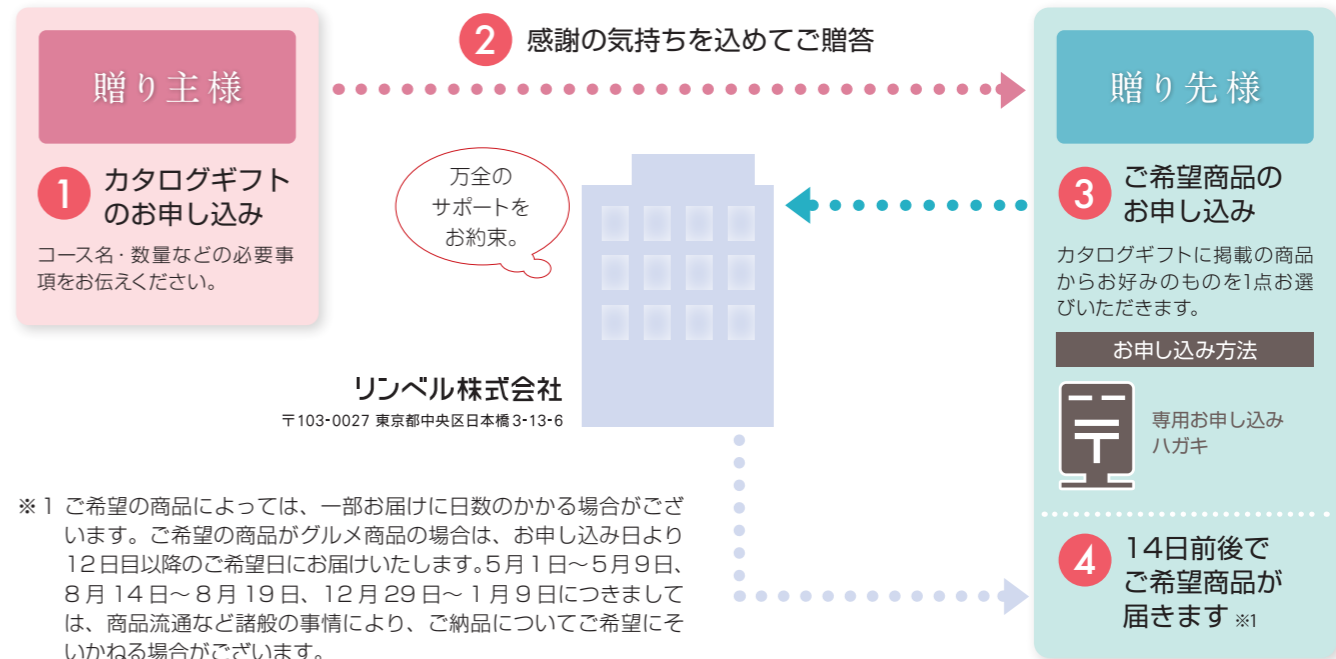 贈り主様
1 カタログギフト
のお申し込み
コース名・数量などの必要事
項をお伝えください。
2 感謝の気持ちを込めてご贈答
万全の
サポートを
お約束。
リンベル株式会社
〒103-0027 東京都中央区日本橋3-13-6
贈り先様
3 ご希望商品の
お申し込み
カタログギフトに掲載の商品
からお好みのものを1点お選
びいただきます。
お申し込み方法
専用お申し込み
ハガキ
4 14日前後で
ご希望商品が
届きます ※1
※1 ご希望の商品によっては、一部お届けに日数のかかる場合がござ
います。ご希望の商品がグルメ商品の場合は、お申し込み日より
12日目以降のご希望日にお届けいたします。5月1日〜5月9日、
8月14日〜8月19日、12月29日〜1月9日につきまして
は、商品流通など諸般の事情により、ご納品についてご希望にそ
いかねる場合がございます。